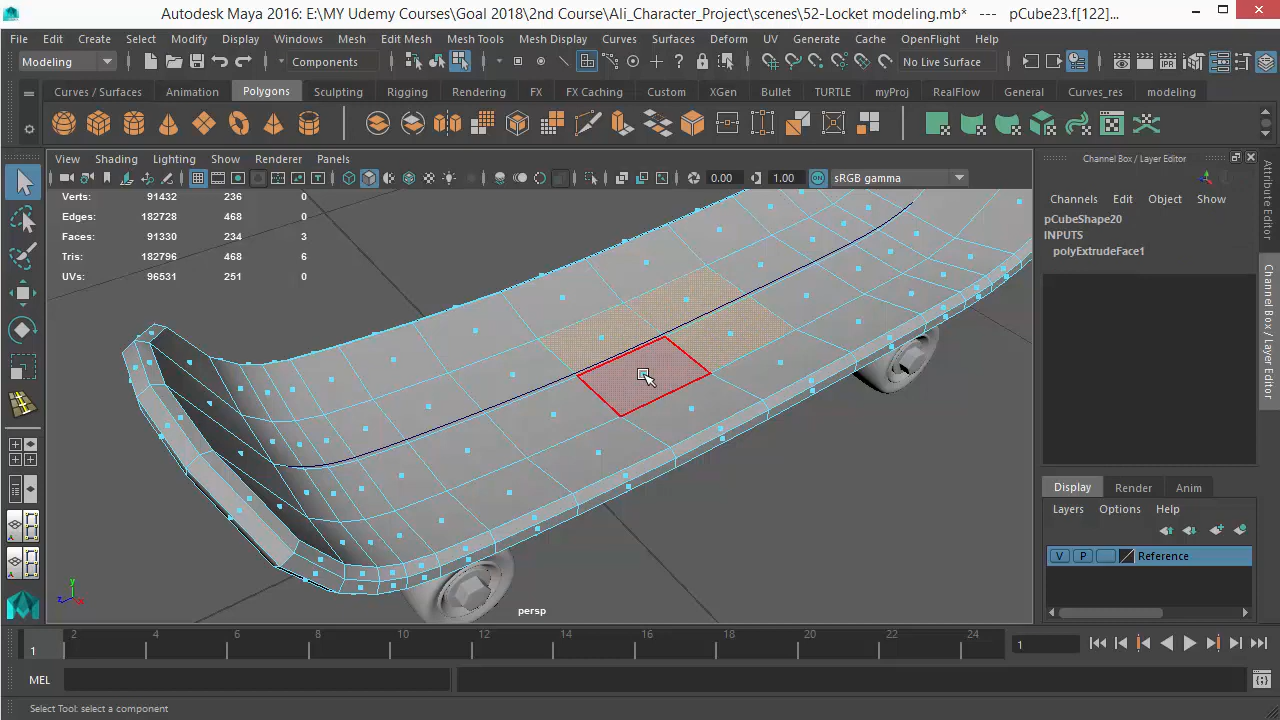 Autodesk Maya 2016: E:\MY Udemy Courses\Goal 2018\2nd Course\Ali_Character_Project\scenes\52-Locket modeling.mb* --- pCube23.f[122]...
File Edit Create Select Modify Display Windows Mesh Edit Mesh Mesh Tools Mesh Display Curves Surfaces Deform UV Generate Cache OpenFlight Help
Modeling Components No Live Surface
Curves / Surfaces Animation Polygons Sculpting Rigging Rendering FX FX Caching Custom XGen Bullet TURTLE myProj RealFlow General Curves_res modeling
View Shading Lighting Show Renderer Panels
0.00 1.00 sRGB gamma
Verts: 91432 236 0
Edges: 182728 468 0
Faces: 91330 234 3
Tris: 182796 468 6
UVs: 96531 251 0
persp
Channel Box / Layer Editor
Channels Edit Object Show
pCubeShape20
INPUTS
polyExtrudeFace1
Display Render Anim
Layers Options Help
V P Reference
Attribute Editor
Channel Box / Layer Editor
2 4 6 8 10 12 14 16 18 20 22 24
1 1
MEL
Select Tool: select a component